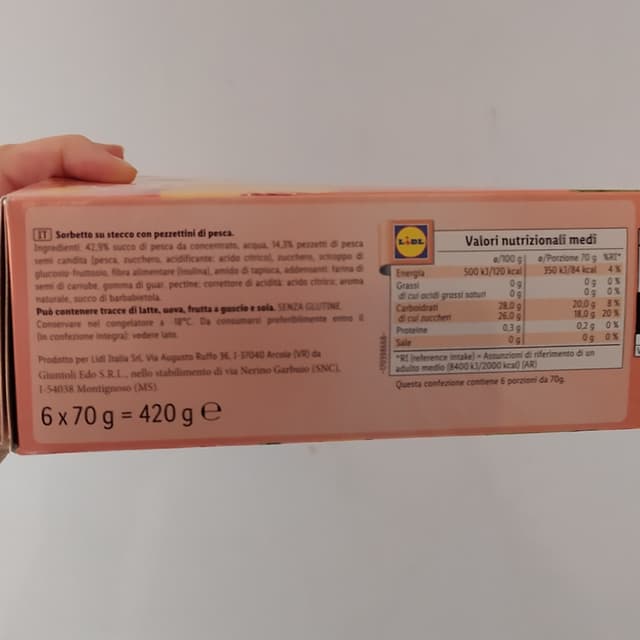 IT Sorbetto su stecco con pezzettini di pesca.
Ingredienti: 42,9% succo di pesca da concentrato, acqua, 14,3% pezzetti di pesca
semi candita (pesca, zucchero, acidificante: acido citrico), zucchero, sciroppo di
glucosio-fruttosio, fibra alimentare (inulina), amido di tapioca, addensanti: farina di
semi di carrube, gomma di guar, pectine; correttore di acidità: acido citrico; aroma
naturale, succo di barbabietola.
Può contenere tracce di latte, uova, frutta a guscio e soia. SENZA GLUTINE.
Conservare nel congelatore a -18°C. Da consumarsi preferibilmente entro il
(in confezione integra): vedere lato.
Prodotto per Lidl Italia Srl, Via Augusto Ruffo 36, I-37040 Arcole (VR) da
Giuntoli Edo S.R.L., nello stabilimento di via Nerino Garbuio (SNC),
I-54038 Montignoso (MS)
6 x 70 g = 420 g e
LIDL
Valori nutrizionali medi
ø/100 g ø/Porzione 70 g %RI*
Energia 500 kJ/120 kcal 350 kJ/84 kcal 4 %
Grassi 0 g 0 g 0 %
di cui acidi grassi saturi 0 g 0 g 0 %
Carboidrati 28,0 g 20,0 g 8 %
di cui zuccheri 26,0 g 18,0 g 20 %
Proteine 0,3 g 0,2 g 0 %
Sale 0 g 0 g 0 %
*RI (reference intake) = Assunzioni di riferimento di un
adulto medio (8400 kJ/2000 kcal) (AR)
Questa confezione contiene 6 porzioni da 70g.